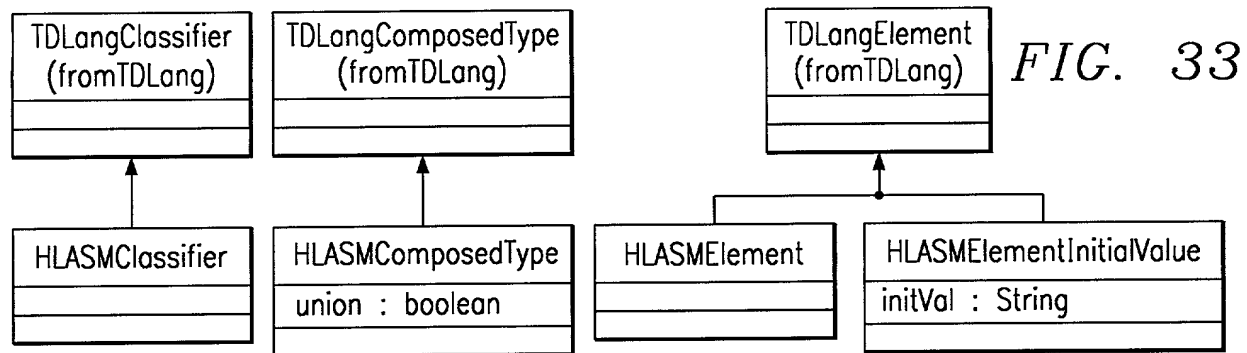 TDLangClassifier
(fromTDLang)
TDLangComposedType
(fromTDLang)
TDLangElement
(fromTDLang)
FIG. 33
HLASMClassifier
HLASMComposedType
union : boolean
HLASMElement
HLASMElementInitialValue
initVal : String